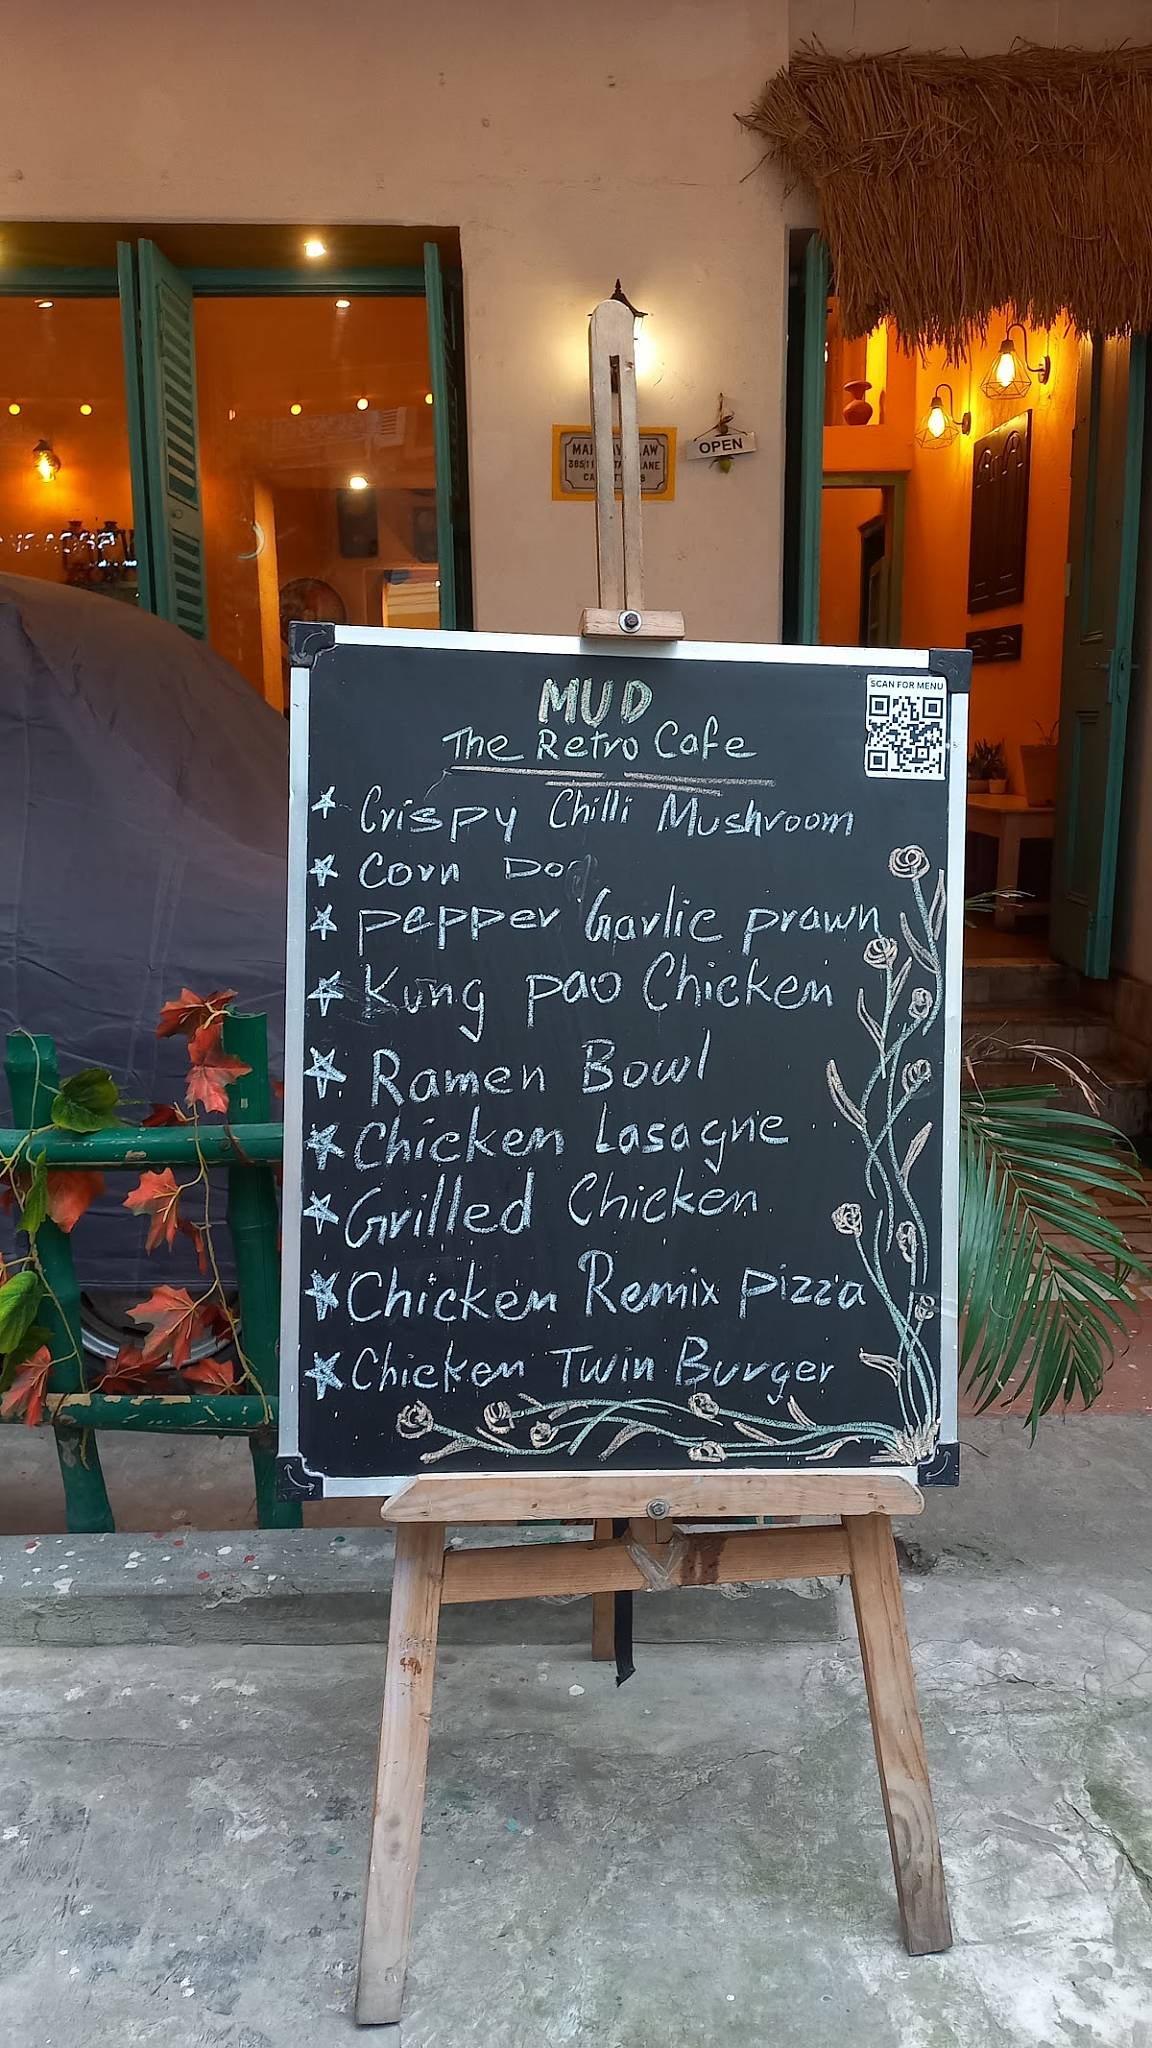 OPEN
SCAN FOR MENU
MUD
The Retro Cafe
Crispy Chilli Mushroom
Corn Dog
pepper Garlic prawn
Kung pao Chicken
Ramen Bowl
Chicken Lasagne
Grilled Chicken
Chicken Remix pizza
Chicken Twin Burger